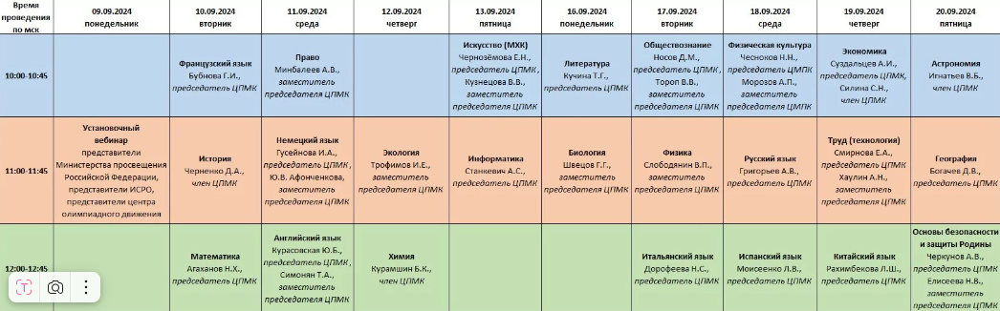 Время
проведения
по мск
09.09.2024
понедельник
10.09.2024
вторник
11.09.2024
среда
12.09.2024
четверг
13.09.2024
пятница
16.09.2024
понедельник
17.09.2024
вторник
18.09.2024
среда
19.09.2024
четверг
20.09.2024
пятница
10:00-10:45
Французский язык
Бубнова Г.И.,
председатель ЦПМК
Право
Минбалеев А.В.,
заместитель
председателя ЦПМК
Искусство (МХК)
Чернозёмова Е.Н.,
председатель ЦПМК,
Кузнецова В.В.,
заместитель
председателя ЦПМК
Литература
Кучина Т.Г.,
председатель ЦПМК
Обществознание
Носов Д.М.,
председатель ЦПМК,
Тороп В.В.,
заместитель
председателя ЦПМК
Физическая культура
Чесноков Н.Н.,
председатель ЦМПК
Морозов А.П.,
заместитель
председателя ЦМПК
Экономика
Суздальцев А.И.,
председатель ЦПМК,
Силина С.Н.,
член ЦПМК
Астрономия
Игнатьев В.Б.,
член ЦПМК
11:00-11:45
Установочный
вебинар
представители
Министерства просвещения
Российской Федерации,
представители ИСРО,
представители центра
олимпиадного движения
История
Черненко Д.А.,
член ЦПМК
Немецкий язык
Гусейнова И.А.,
председатель ЦПМК,
Ю.В. Афонченкова,
заместитель
председателя ЦПМК
Экология
Трофимов И.Е.,
заместитель
председателя ЦПМК
Информатика
Станкевич А.С.,
председатель ЦПМК
Биология
Швецов Г.Г.,
заместитель
председателя ЦПМК
Физика
Слободянин В.П.,
заместитель
председателя ЦПМК
Русский язык
Григорьев А.В.,
председатель ЦПМК
Труд (технология)
Смирнова Е.А.,
председатель ЦПМК
Хаулин А.Н.,
заместитель
председателя ЦПМК
География
Богачев Д.В.,
председатель ЦПМК
12:00-12:45
Математика
Агаханов Н.Х.,
председатель ЦПМК
Английский язык
Курасовская Ю.Б.,
председатель ЦПМК,
Симонян Т.А.,
заместитель
председателя ЦПМК
Химия
Курамшин Б.К.,
член ЦПМК
Итальянский язык
Дорофеева Н.С.,
председатель ЦПМК
Испанский язык
Моисеенко Л.В.,
председатель ЦПМК
Китайский язык
Рахимбекова Л.Ш.,
председатель ЦПМК
Основы безопасности
и защиты Родины
Черкунов А.В.,
председатель ЦПМК
Елисеева Н.В.,
заместитель
председателя ЦПМК